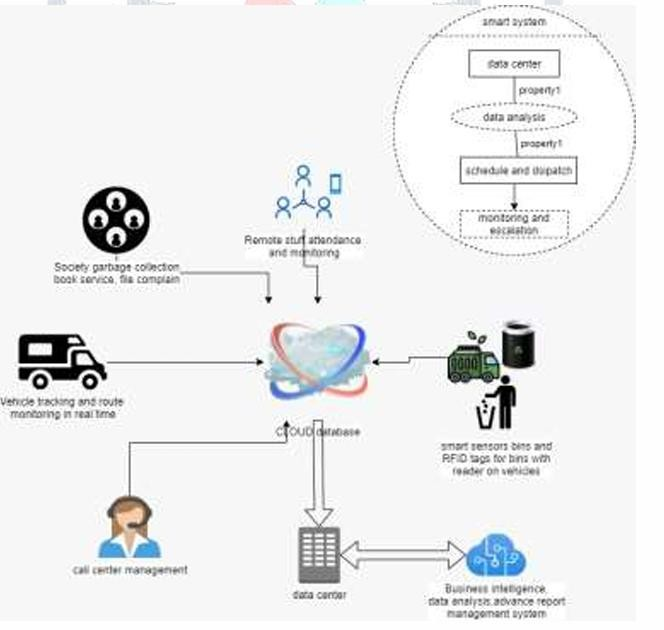 smart system
data center
property1
data analysis
property1
schedule and dispatch
monitoring and
escalation
Remote stuff attendance
and monitoring
Society garbage collection
book service, file complain
Vehicle tracking and route
monitoring in real time
CLOUD database
smart sensors bins and
RFID tags for bins with
reader on vehicles
call center management
data center
Business intelligence,
data analysis,advance report
management system